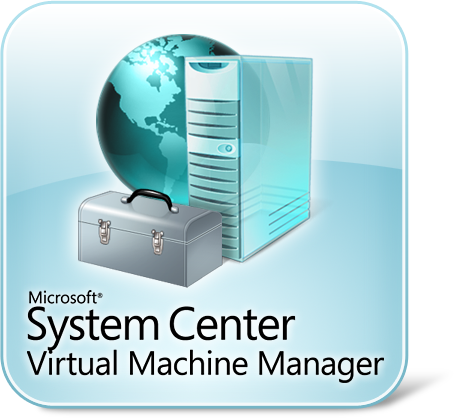 Microsoft®
System Center
Virtual Machine Manager